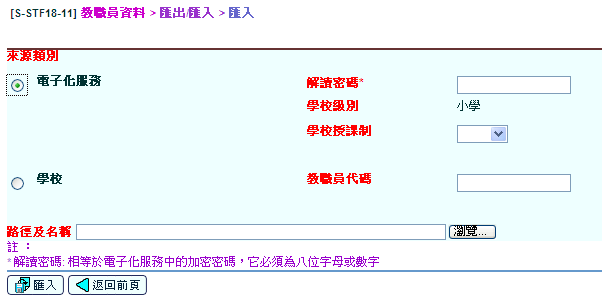 [S-STF18-11] 教職員資料 > 匯出/匯入 > 匯入
來源類別
電子化服務 解讀密碼*
學校級別 小學
學校授課制
學校 教職員代碼
路徑及名稱 瀏覽...
註 :
* 解讀密碼: 相等於電子化服務中的加密密碼，它必須為八位字母或數字
匯入 返回前頁